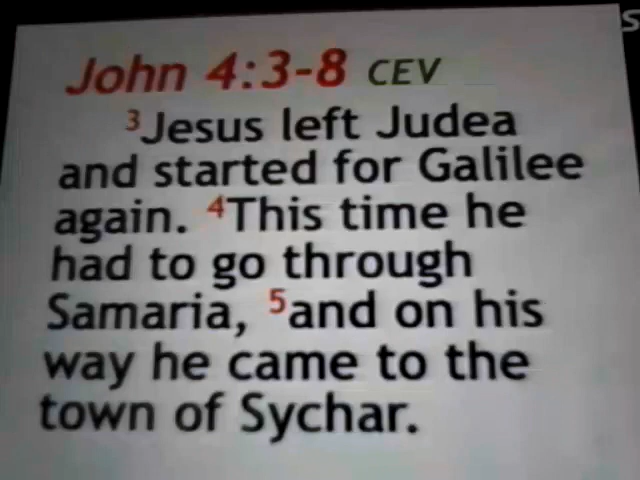 John 4:3-8 CEV
³Jesus left Judea
and started for Galilee
again. ⁴This time he
had to go through
Samaria, ⁵and on his
way he came to the
town of Sychar.